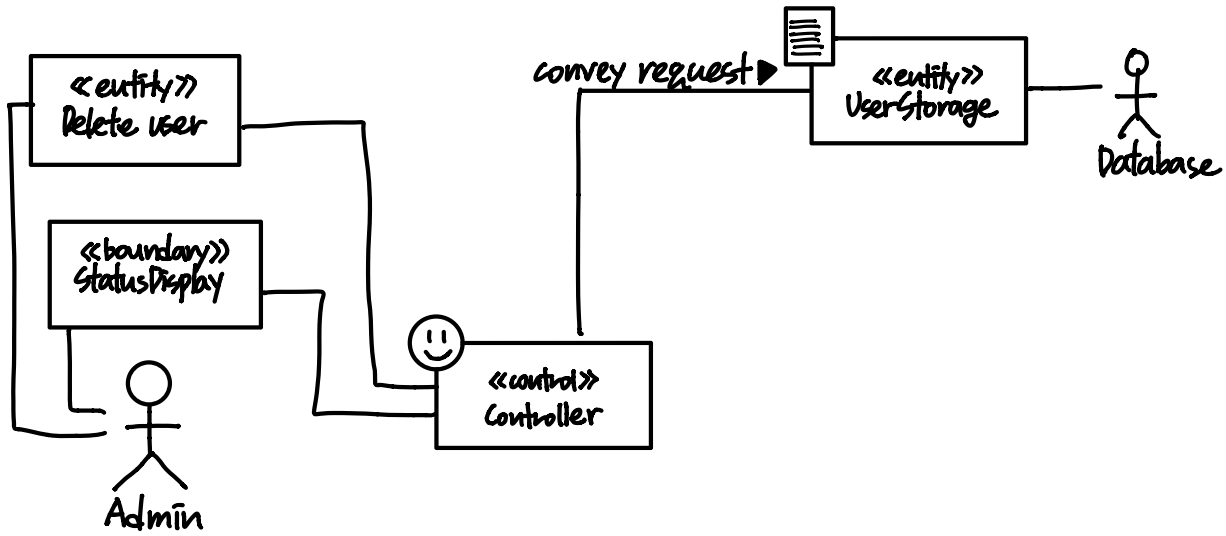 «entity»
Delete user
«boundary»
StatusDisplay
Admin
«control»
Controller
convey request
«entity»
UserStorage
Database